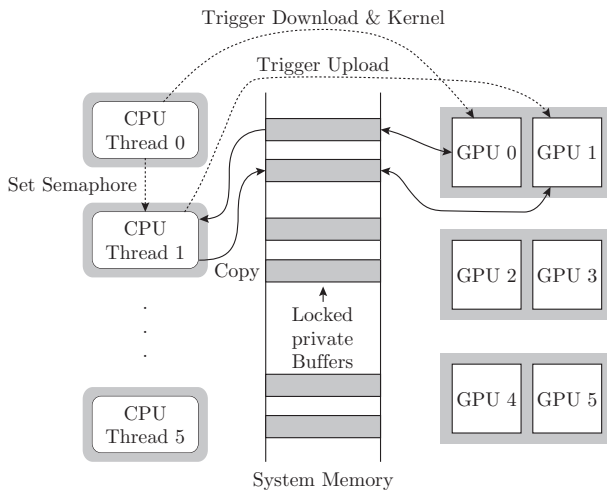 Trigger Download & Kernel
Trigger Upload
CPU
Thread 0
GPU 0
GPU 1
Set Semaphore
CPU
Thread 1
Copy
GPU 2
GPU 3
Locked
private
Buffers
.
.
.
CPU
Thread 5
GPU 4
GPU 5
System Memory